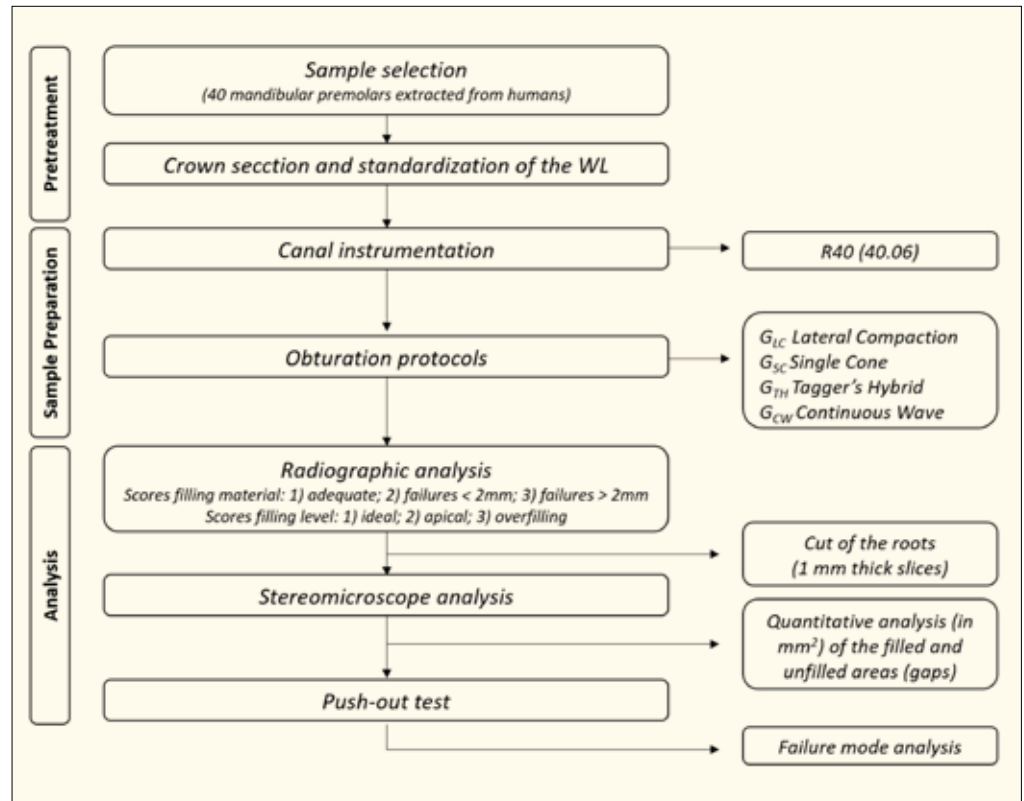 Pretreatment
Sample selection
(40 mandibular premolars extracted from humans)
Crown secction and standardization of the WL
Sample Preparation
Canal instrumentation
R40 (40.06)
Obturation protocols
G_LC Lateral Compaction
G_SC Single Cone
G_TH Tagger's Hybrid
G_CW Continuous Wave
Analysis
Radiographic analysis
Scores filling material: 1) adequate; 2) failures < 2mm; 3) failures > 2mm
Scores filling level: 1) ideal; 2) apical; 3) overfilling
Cut of the roots
(1 mm thick slices)
Stereomicroscope analysis
Quantitative analysis (in
mm²) of the filled and
unfilled areas (gaps)
Push-out test
Failure mode analysis